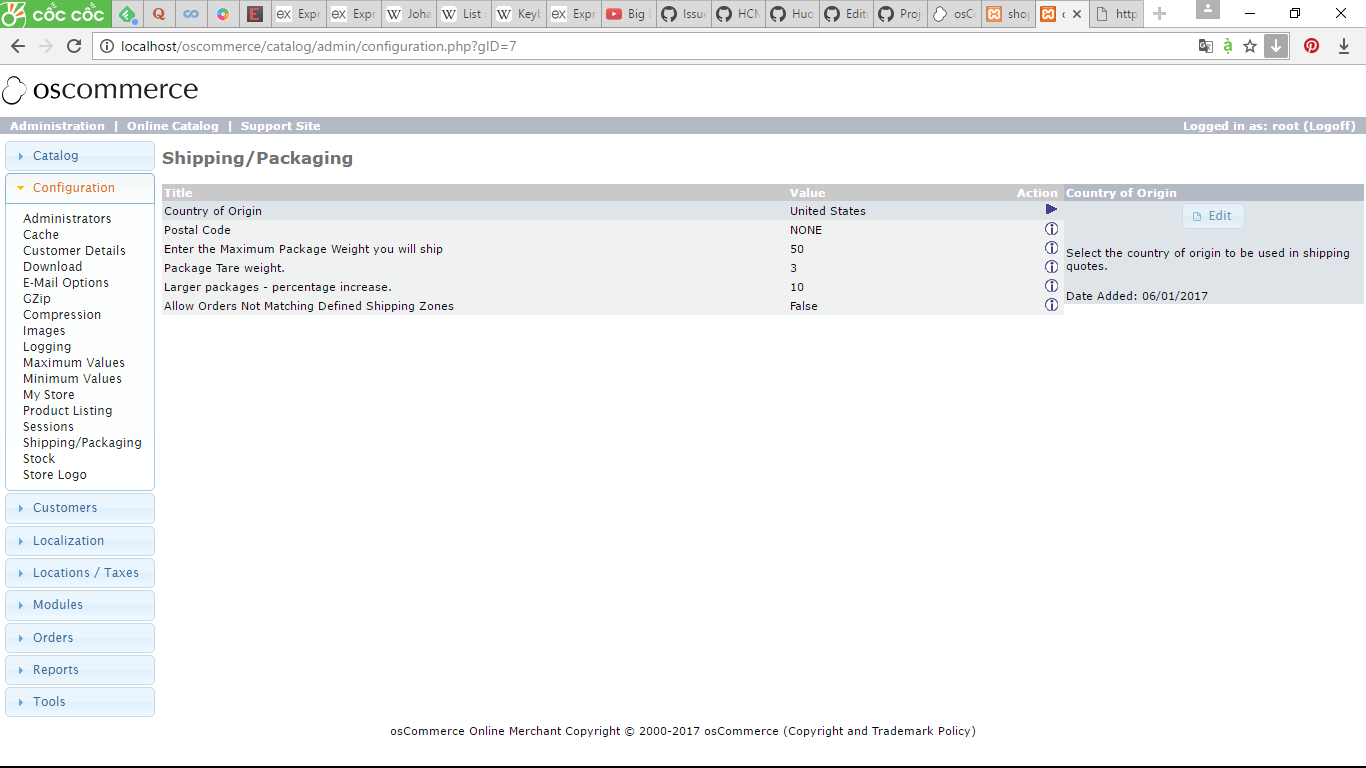 cốc cốc
Expr
Expr
Joha
List
Keyb
Expr
Big
Issue
HCM
Huo
Edit
Proj
osC
shop
http
localhost/oscommerce/catalog/admin/configuration.php?gID=7
oscommerce
Administration | Online Catalog | Support Site
Logged in as: root (Logoff)
Catalog
Configuration
Administrators
Cache
Customer Details
Download
E-Mail Options
GZip
Compression
Images
Logging
Maximum Values
Minimum Values
My Store
Product Listing
Sessions
Shipping/Packaging
Stock
Store Logo
Customers
Localization
Locations / Taxes
Modules
Orders
Reports
Tools
Shipping/Packaging
Title Value Action
Country of Origin United States
Postal Code NONE
Enter the Maximum Package Weight you will ship 50
Package Tare weight. 3
Larger packages - percentage increase. 10
Allow Orders Not Matching Defined Shipping Zones False
Country of Origin
Edit
Select the country of origin to be used in shipping
quotes.
Date Added: 06/01/2017
osCommerce Online Merchant Copyright © 2000-2017 osCommerce (Copyright and Trademark Policy)